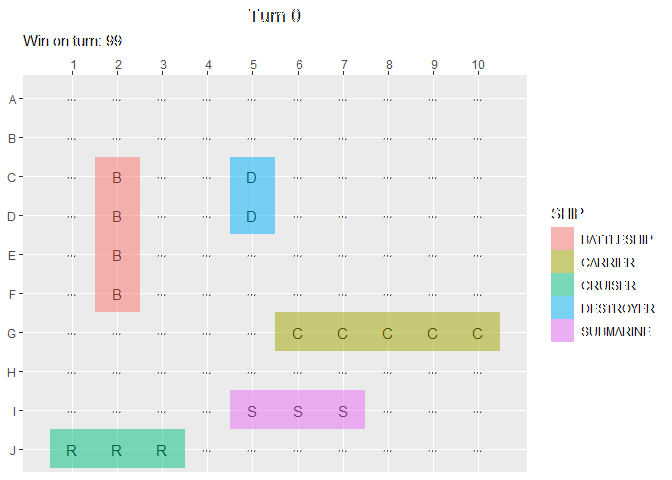 Turn 0
Win on turn: 99
1 2 3 4 5 6 7 8 9 10
A ,,, ,,, ,,, ,,, ,,, ,,, ,,, ,,, ,,, ,,,
B ,,, ,,, ,,, ,,, ,,, ,,, ,,, ,,, ,,, ,,,
C ,,, B ,,, ,,, D ,,, ,,, ,,, ,,, ,,,
D ,,, B ,,, ,,, D ,,, ,,, ,,, ,,, ,,,
E ,,, B ,,, ,,, ,,, ,,, ,,, ,,, ,,, ,,,
F ,,, B ,,, ,,, ,,, ,,, ,,, ,,, ,,, ,,,
G ,,, ,,, ,,, ,,, ,,, C C C C C
H ,,, ,,, ,,, ,,, ,,, ,,, ,,, ,,, ,,, ,,,
I ,,, ,,, ,,, ,,, S S S ,,, ,,, ,,,
J R R R ,,, ,,, ,,, ,,, ,,, ,,, ,,,
SHIP
BATTLESHIP
CARRIER
CRUISER
DESTROYER
SUBMARINE